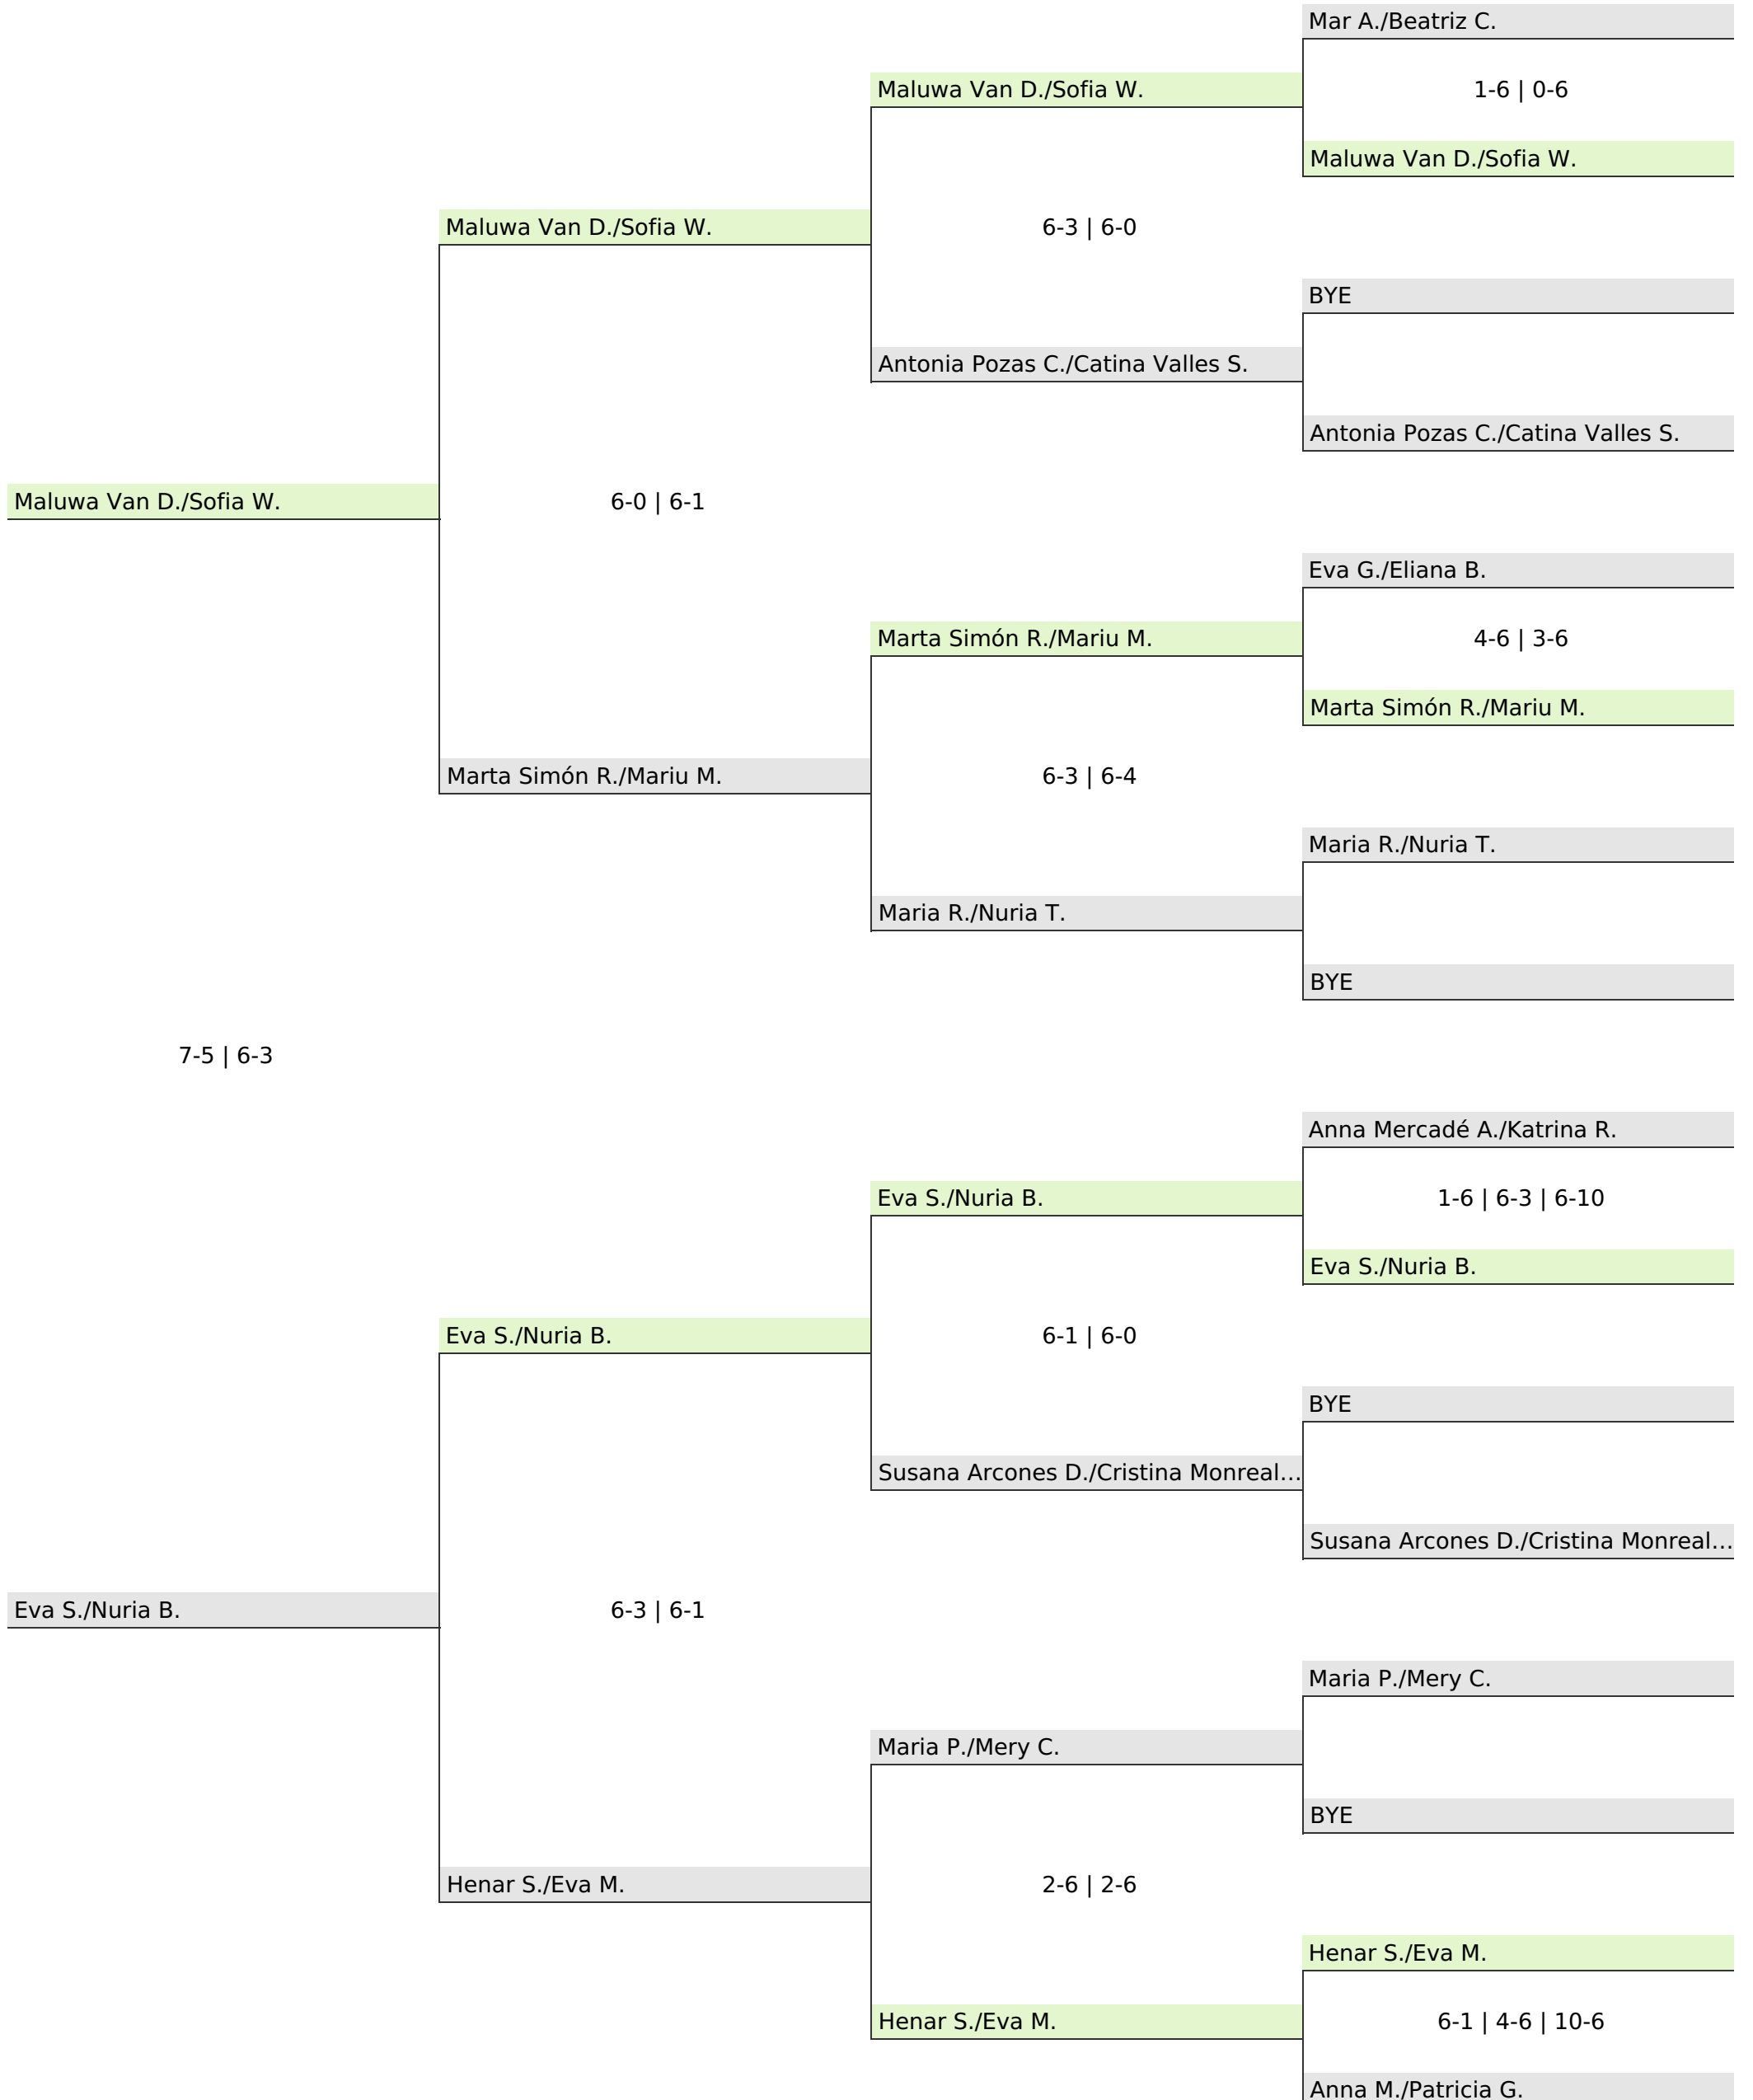 Mar A./Beatriz C.
Maluwa Van D./Sofia W.
1-6 | 0-6
Maluwa Van D./Sofia W.
Maluwa Van D./Sofia W.
6-3 | 6-0
BYE
Antonia Pozas C./Catina Valles S.
Antonia Pozas C./Catina Valles S.
Maluwa Van D./Sofia W.
6-0 | 6-1
Eva G./Eliana B.
Marta Simón R./Mariu M.
4-6 | 3-6
Marta Simón R./Mariu M.
Marta Simón R./Mariu M.
6-3 | 6-4
Maria R./Nuria T.
Maria R./Nuria T.
BYE
7-5 | 6-3
Anna Mercadé A./Katrina R.
Eva S./Nuria B.
1-6 | 6-3 | 6-10
Eva S./Nuria B.
Eva S./Nuria B.
6-1 | 6-0
BYE
Susana Arcones D./Cristina Monreal...
Susana Arcones D./Cristina Monreal...
Eva S./Nuria B.
6-3 | 6-1
Maria P./Mery C.
Maria P./Mery C.
BYE
Henar S./Eva M.
2-6 | 2-6
Henar S./Eva M.
Henar S./Eva M.
6-1 | 4-6 | 10-6
Anna M./Patricia G.